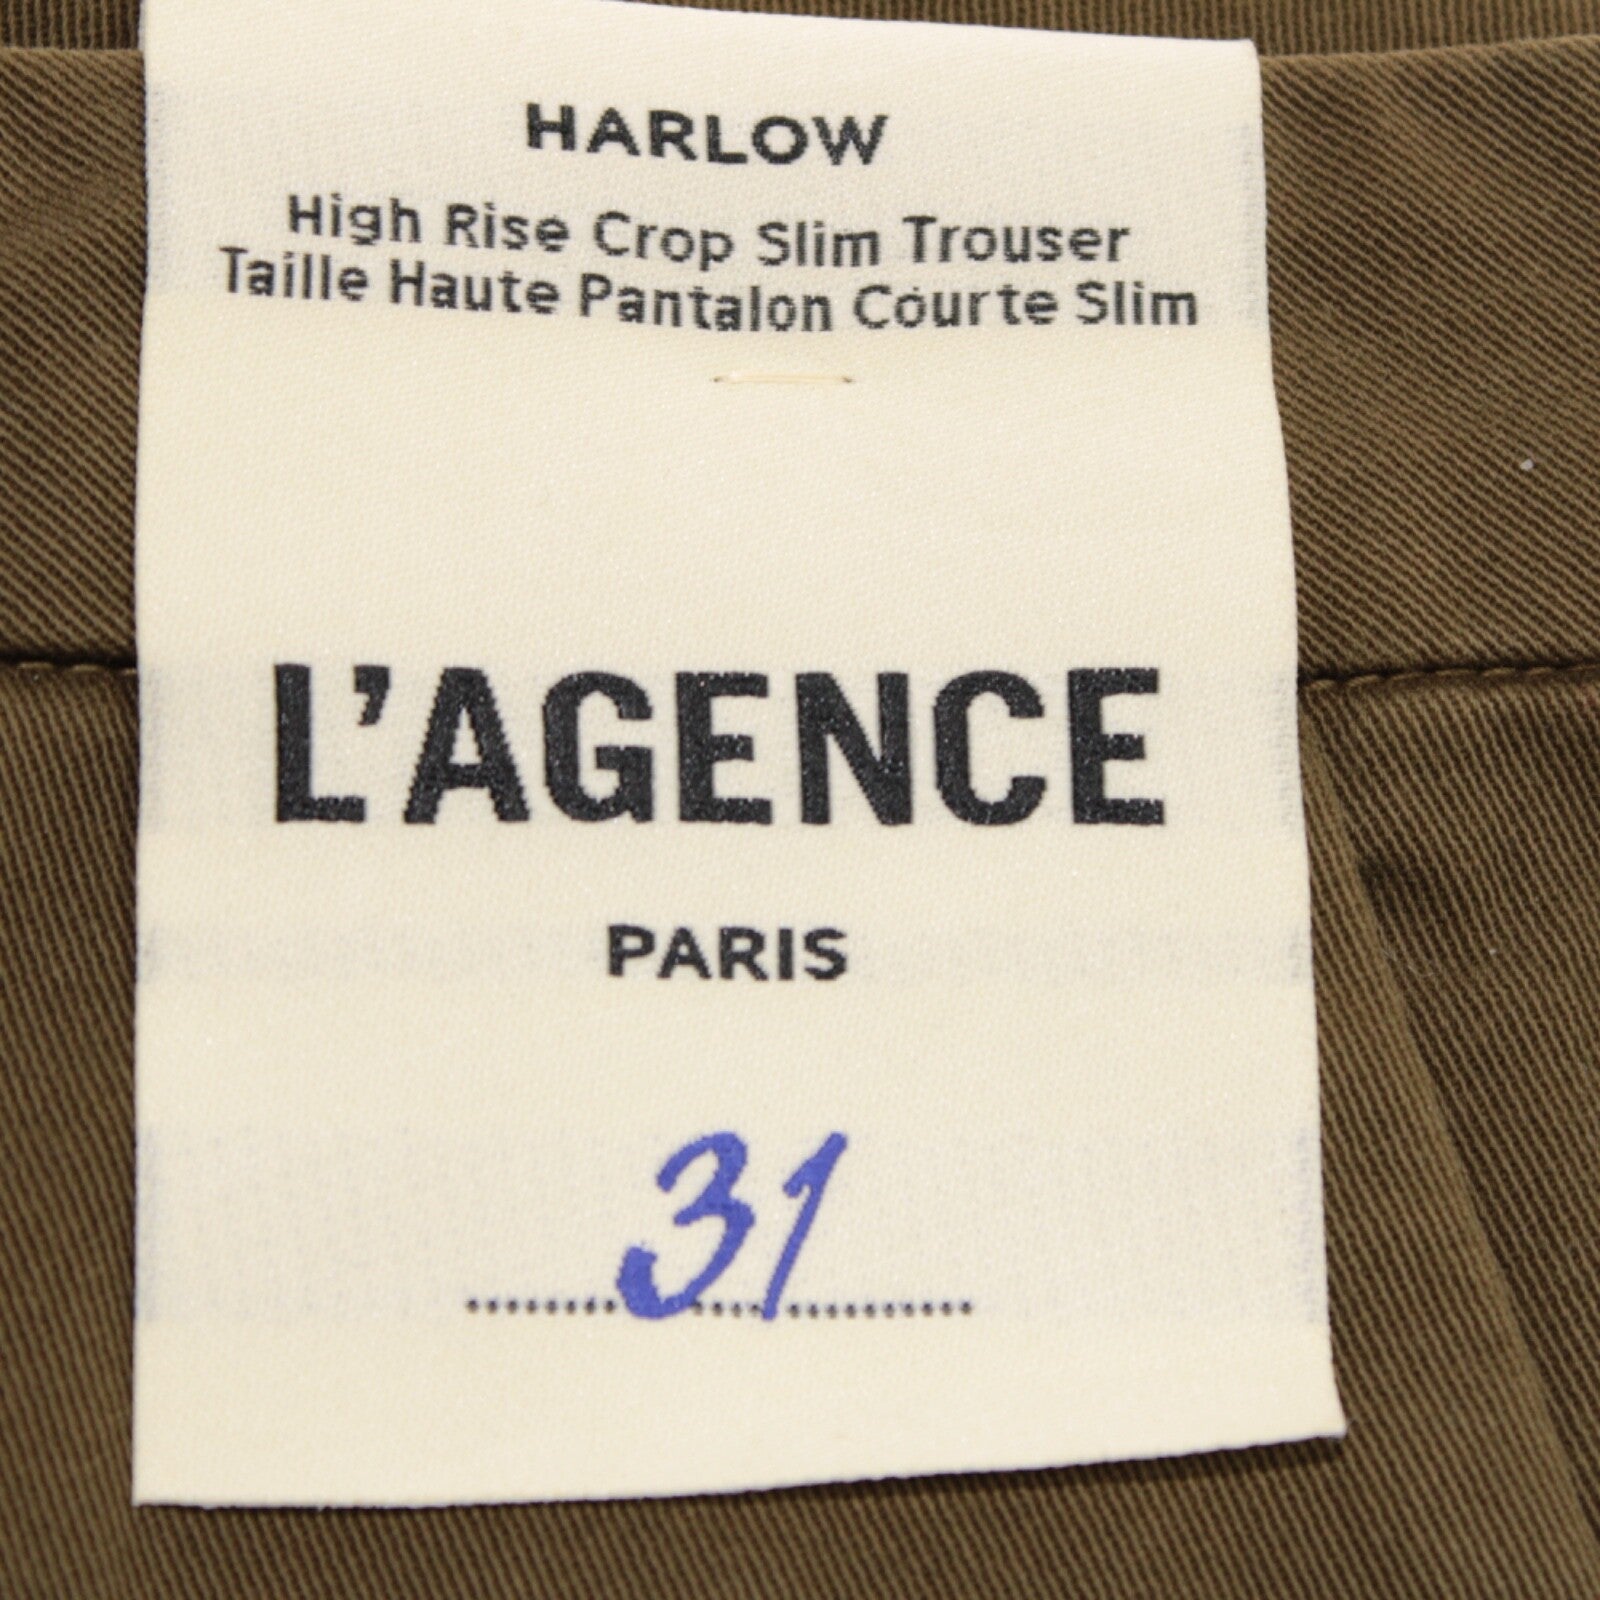 HARLOW
High Rise Crop Slim Trouser
Taille Haute Pantalon Courte Slim
L'AGENCE
PARIS
31